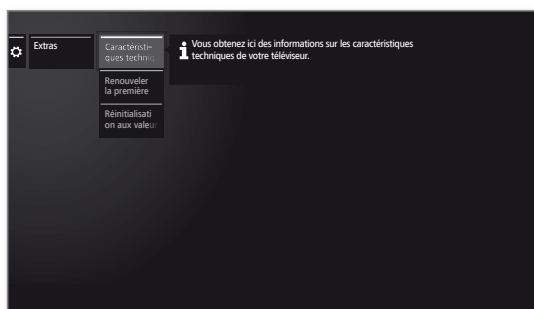 Extras
Caractéristi-
ques techniq
Renouveler
la première
Réinitialisati
on aux valeur
Vous obtenez ici des informations sur les caractéristiques
techniques de votre téléviseur.